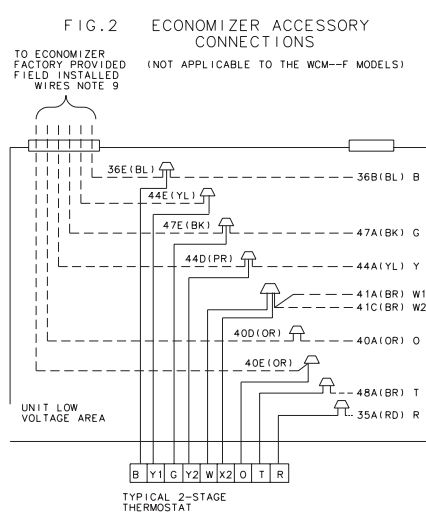 FIG.2 ECONOMIZER ACCESSORY
CONNECTIONS
TO ECONOMIZER
FACTORY PROVIDED
FIELD INSTALLED
WIRES NOTE 9
(NOT APPLICABLE TO THE WCM--F MODELS)
36E(BL)
36B(BL) B
44E(YL)
47E(BK)
47A(BK) G
44D(PR)
44A(YL) Y
41A(BR) W1
41C(BR) W2
40D(OR)
40A(OR) O
40E(OR)
48A(BR) T
35A(RD) R
UNIT LOW
VOLTAGE AREA
B Y1 G Y2 W X2 O T R
TYPICAL 2-STAGE
THERMOSTAT